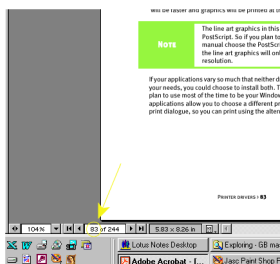 will be faster and graphics will be printed at th
NOTE
The line art graphics in this
PostScript. So if you plan to
manual choose the PostScri
the line art graphics will onl
resolution.
If your applications vary so much that neither d
your needs, you could choose to install both. T
plan to use most of the time to be your Window
applications allow you to choose a different pr
print dialogue, so you can print using the altern
PRINTER DRIVERS > 83
104% 83 of 244 5.83 x 8.26 in
Lotus Notes Desktop Exploring - GB ma
Adobe Acrobat - [... Jasc Paint Shop P